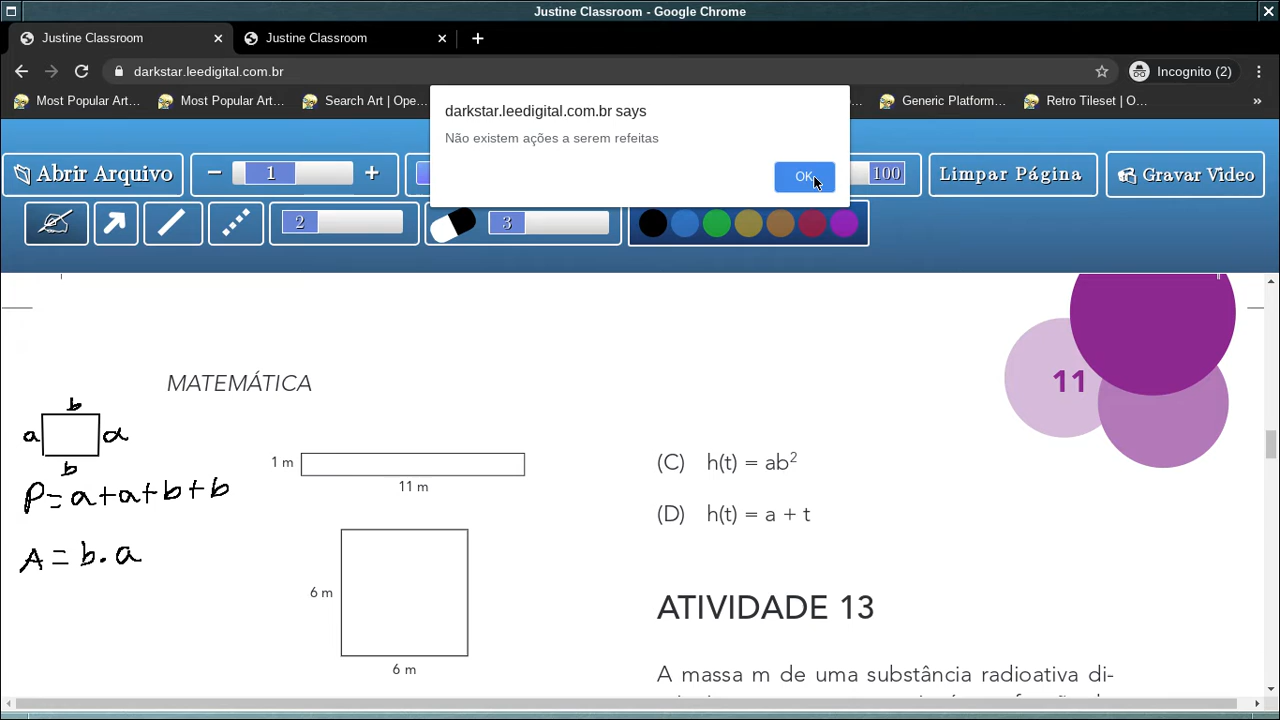 Justine Classroom - Google Chrome
Justine Classroom
Justine Classroom
darkstar.leedigital.com.br
Incognito (2)
Most Popular Art…
Most Popular Art…
Search Art | Ope…
Generic Platform…
Retro Tileset | O…
»
darkstar.leedigital.com.br says
Não existem ações a serem refeitas
OK
Abrir Arquivo
− 1 +
100
Limpar Página
Gravar Vídeo
2
3
11
MATEMÁTICA
b
a
a
b
P=a+a+b+b
A = b.a
1 m
11 m
6 m
6 m
(C) h(t) = ab²
(D) h(t) = a + t
ATIVIDADE 13
A massa m de uma substância radioativa di-